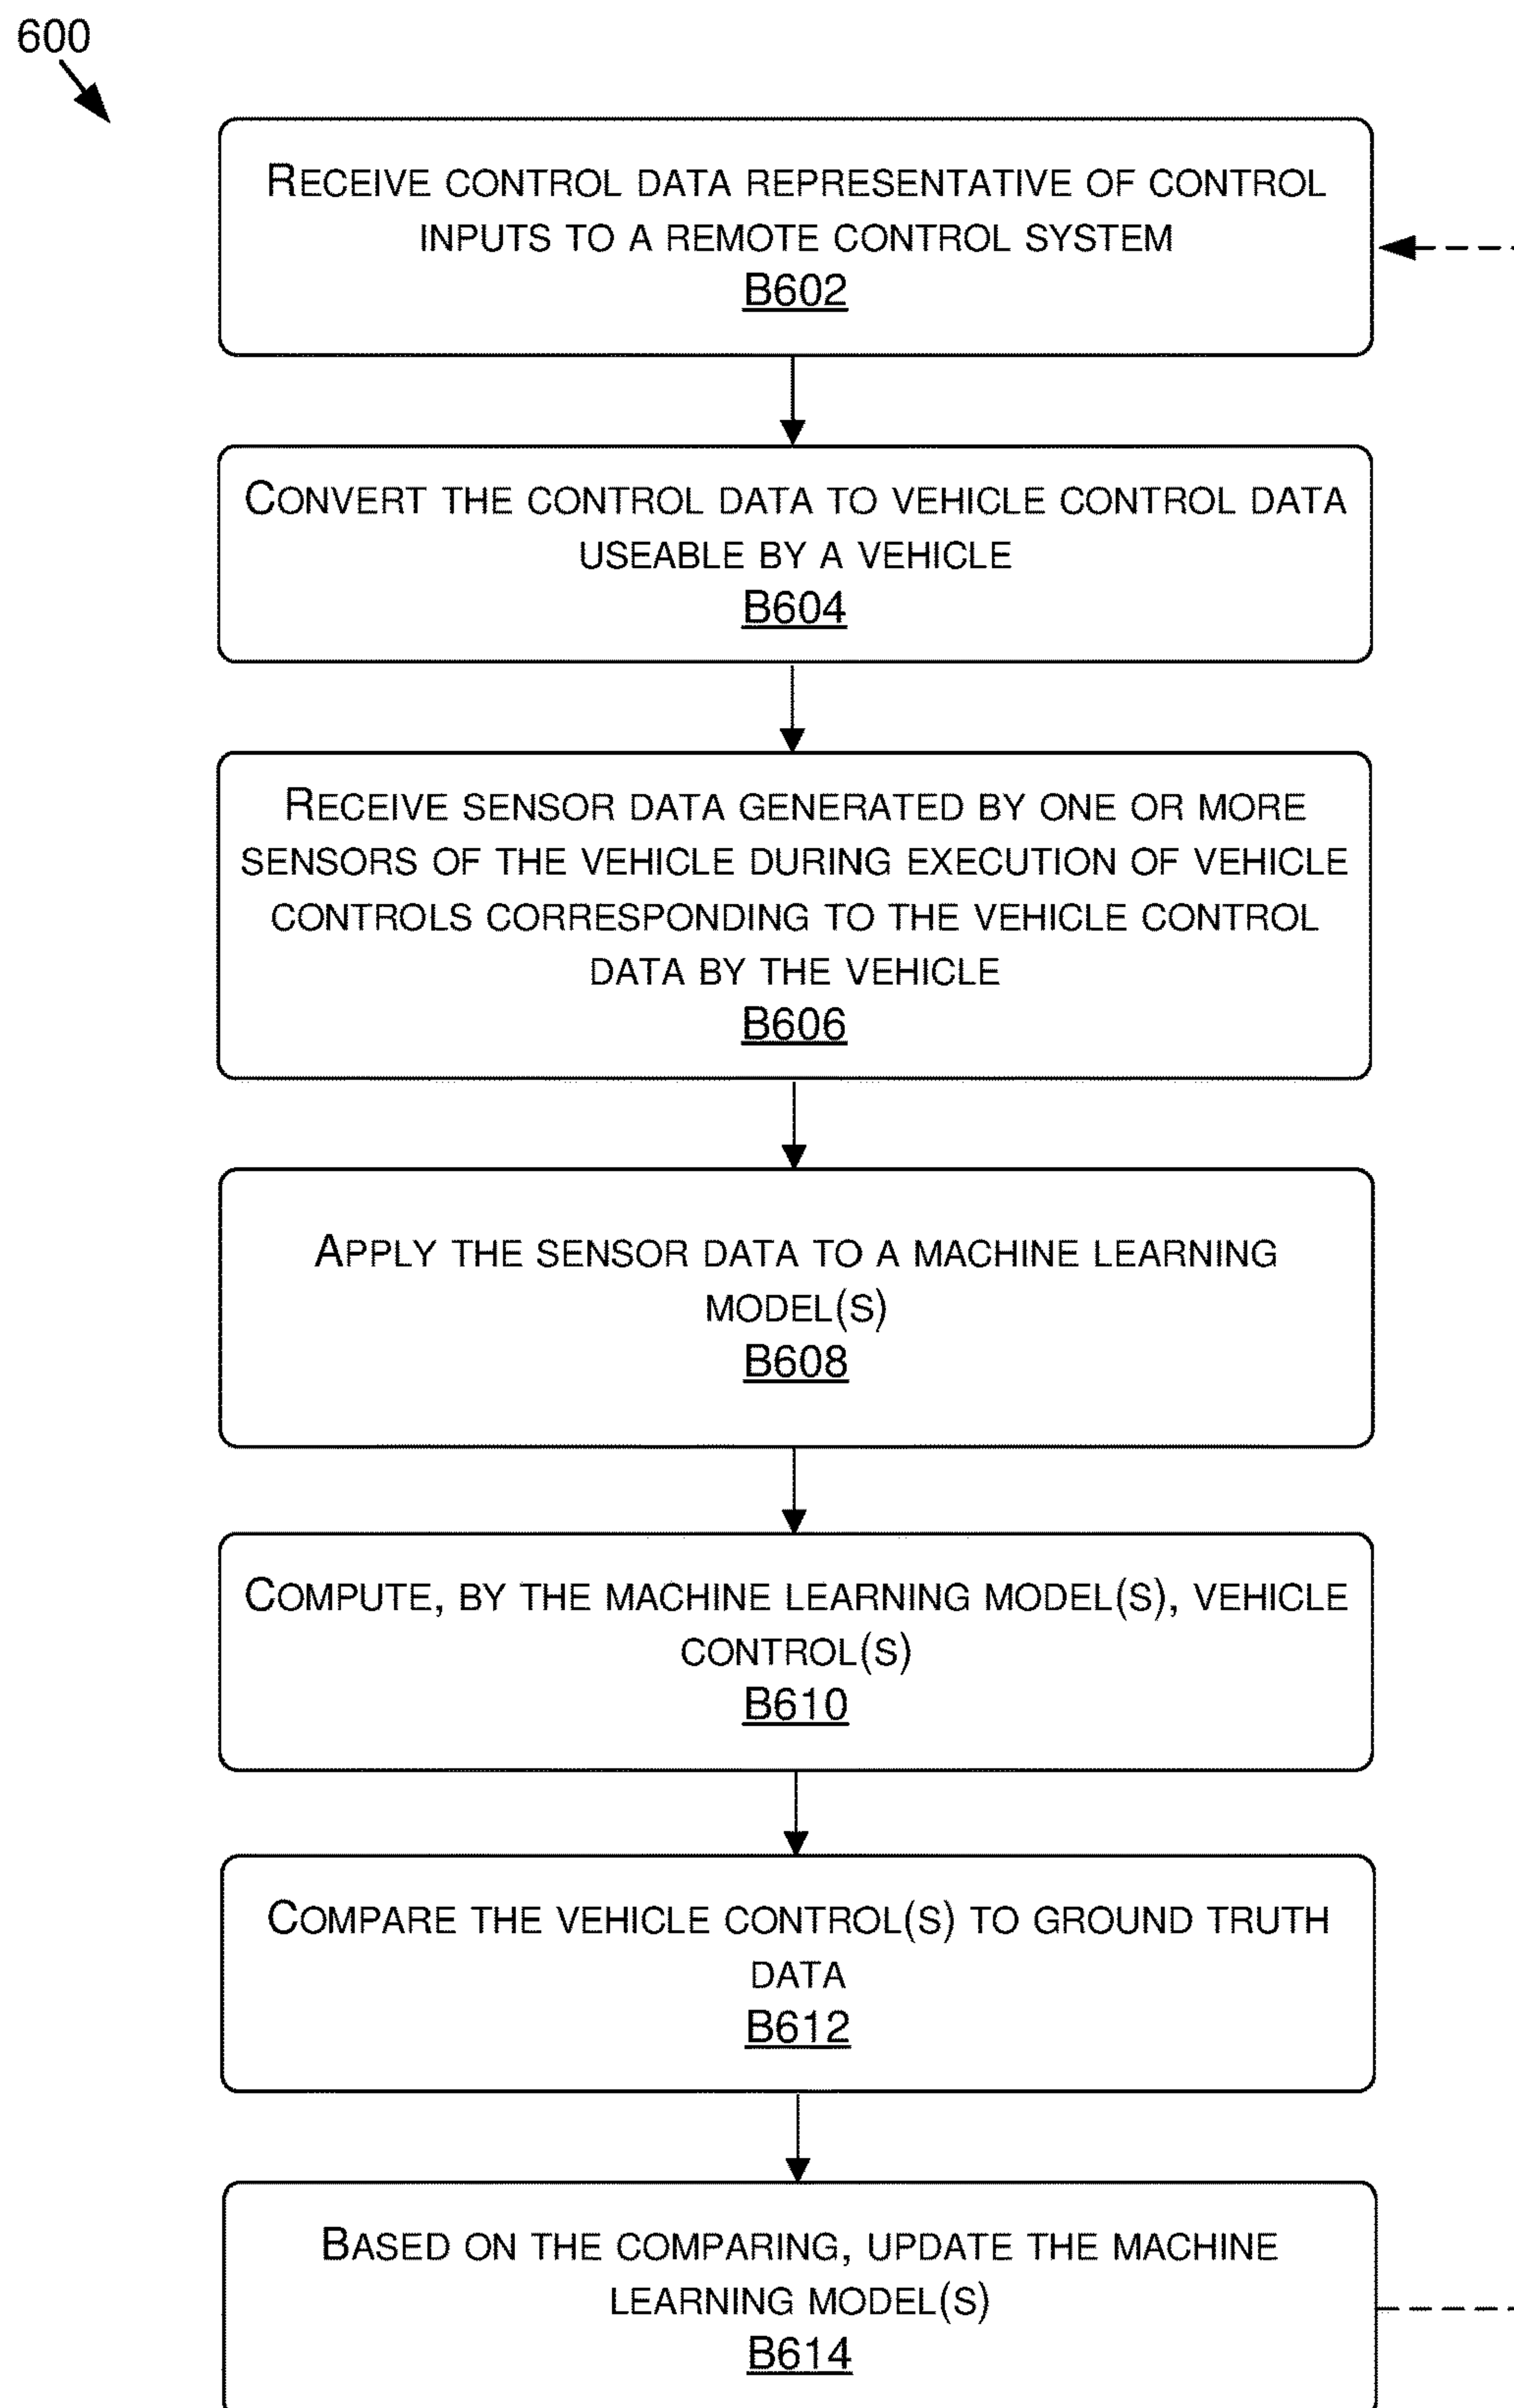 600
RECEIVE CONTROL DATA REPRESENTATIVE OF CONTROL
INPUTS TO A REMOTE CONTROL SYSTEM
B602
CONVERT THE CONTROL DATA TO VEHICLE CONTROL DATA
USEABLE BY A VEHICLE
B604
RECEIVE SENSOR DATA GENERATED BY ONE OR MORE
SENSORS OF THE VEHICLE DURING EXECUTION OF VEHICLE
CONTROLS CORRESPONDING TO THE VEHICLE CONTROL
DATA BY THE VEHICLE
B606
APPLY THE SENSOR DATA TO A MACHINE LEARNING
MODEL(S)
B608
COMPUTE, BY THE MACHINE LEARNING MODEL(S), VEHICLE
CONTROL(S)
B610
COMPARE THE VEHICLE CONTROL(S) TO GROUND TRUTH
DATA
B612
BASED ON THE COMPARING, UPDATE THE MACHINE
LEARNING MODEL(S)
B614